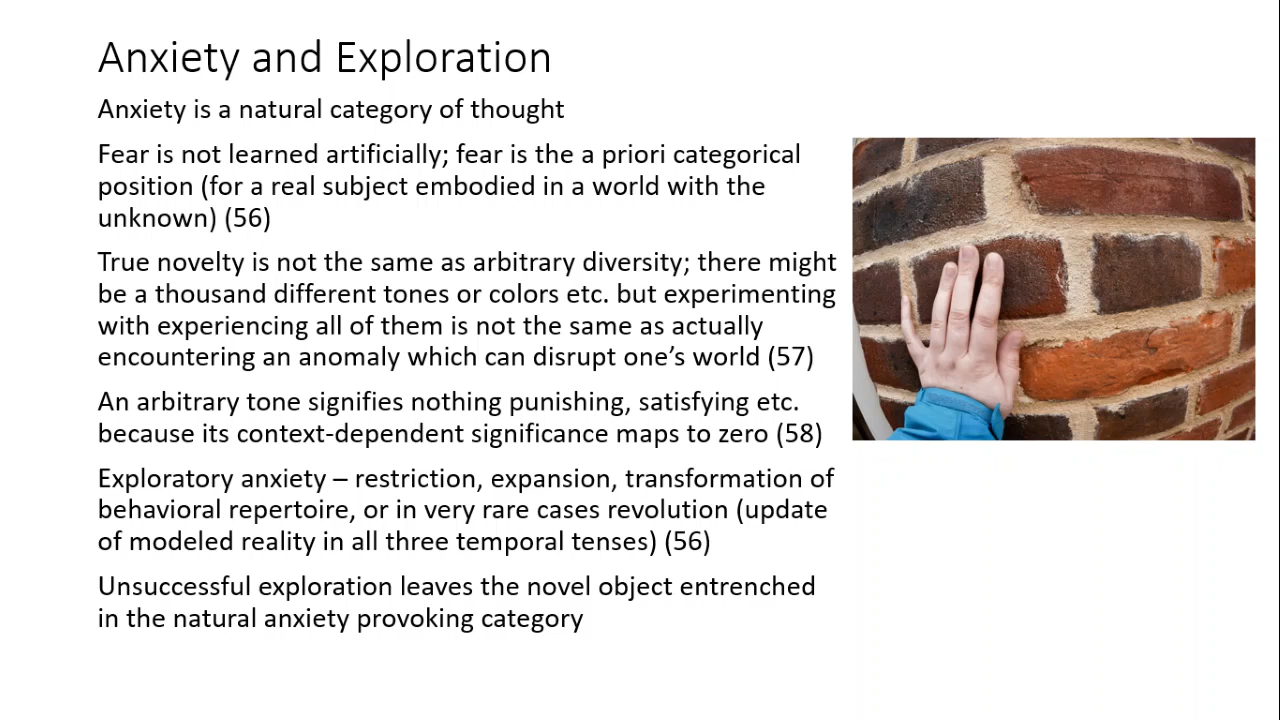 Anxiety and Exploration
Anxiety is a natural category of thought
Fear is not learned artificially; fear is the a priori categorical
position (for a real subject embodied in a world with the
unknown) (56)
True novelty is not the same as arbitrary diversity; there might
be a thousand different tones or colors etc. but experimenting
with experiencing all of them is not the same as actually
encountering an anomaly which can disrupt one’s world (57)
An arbitrary tone signifies nothing punishing, satisfying etc.
because its context-dependent significance maps to zero (58)
Exploratory anxiety – restriction, expansion, transformation of
behavioral repertoire, or in very rare cases revolution (update
of modeled reality in all three temporal tenses) (56)
Unsuccessful exploration leaves the novel object entrenched
in the natural anxiety provoking category